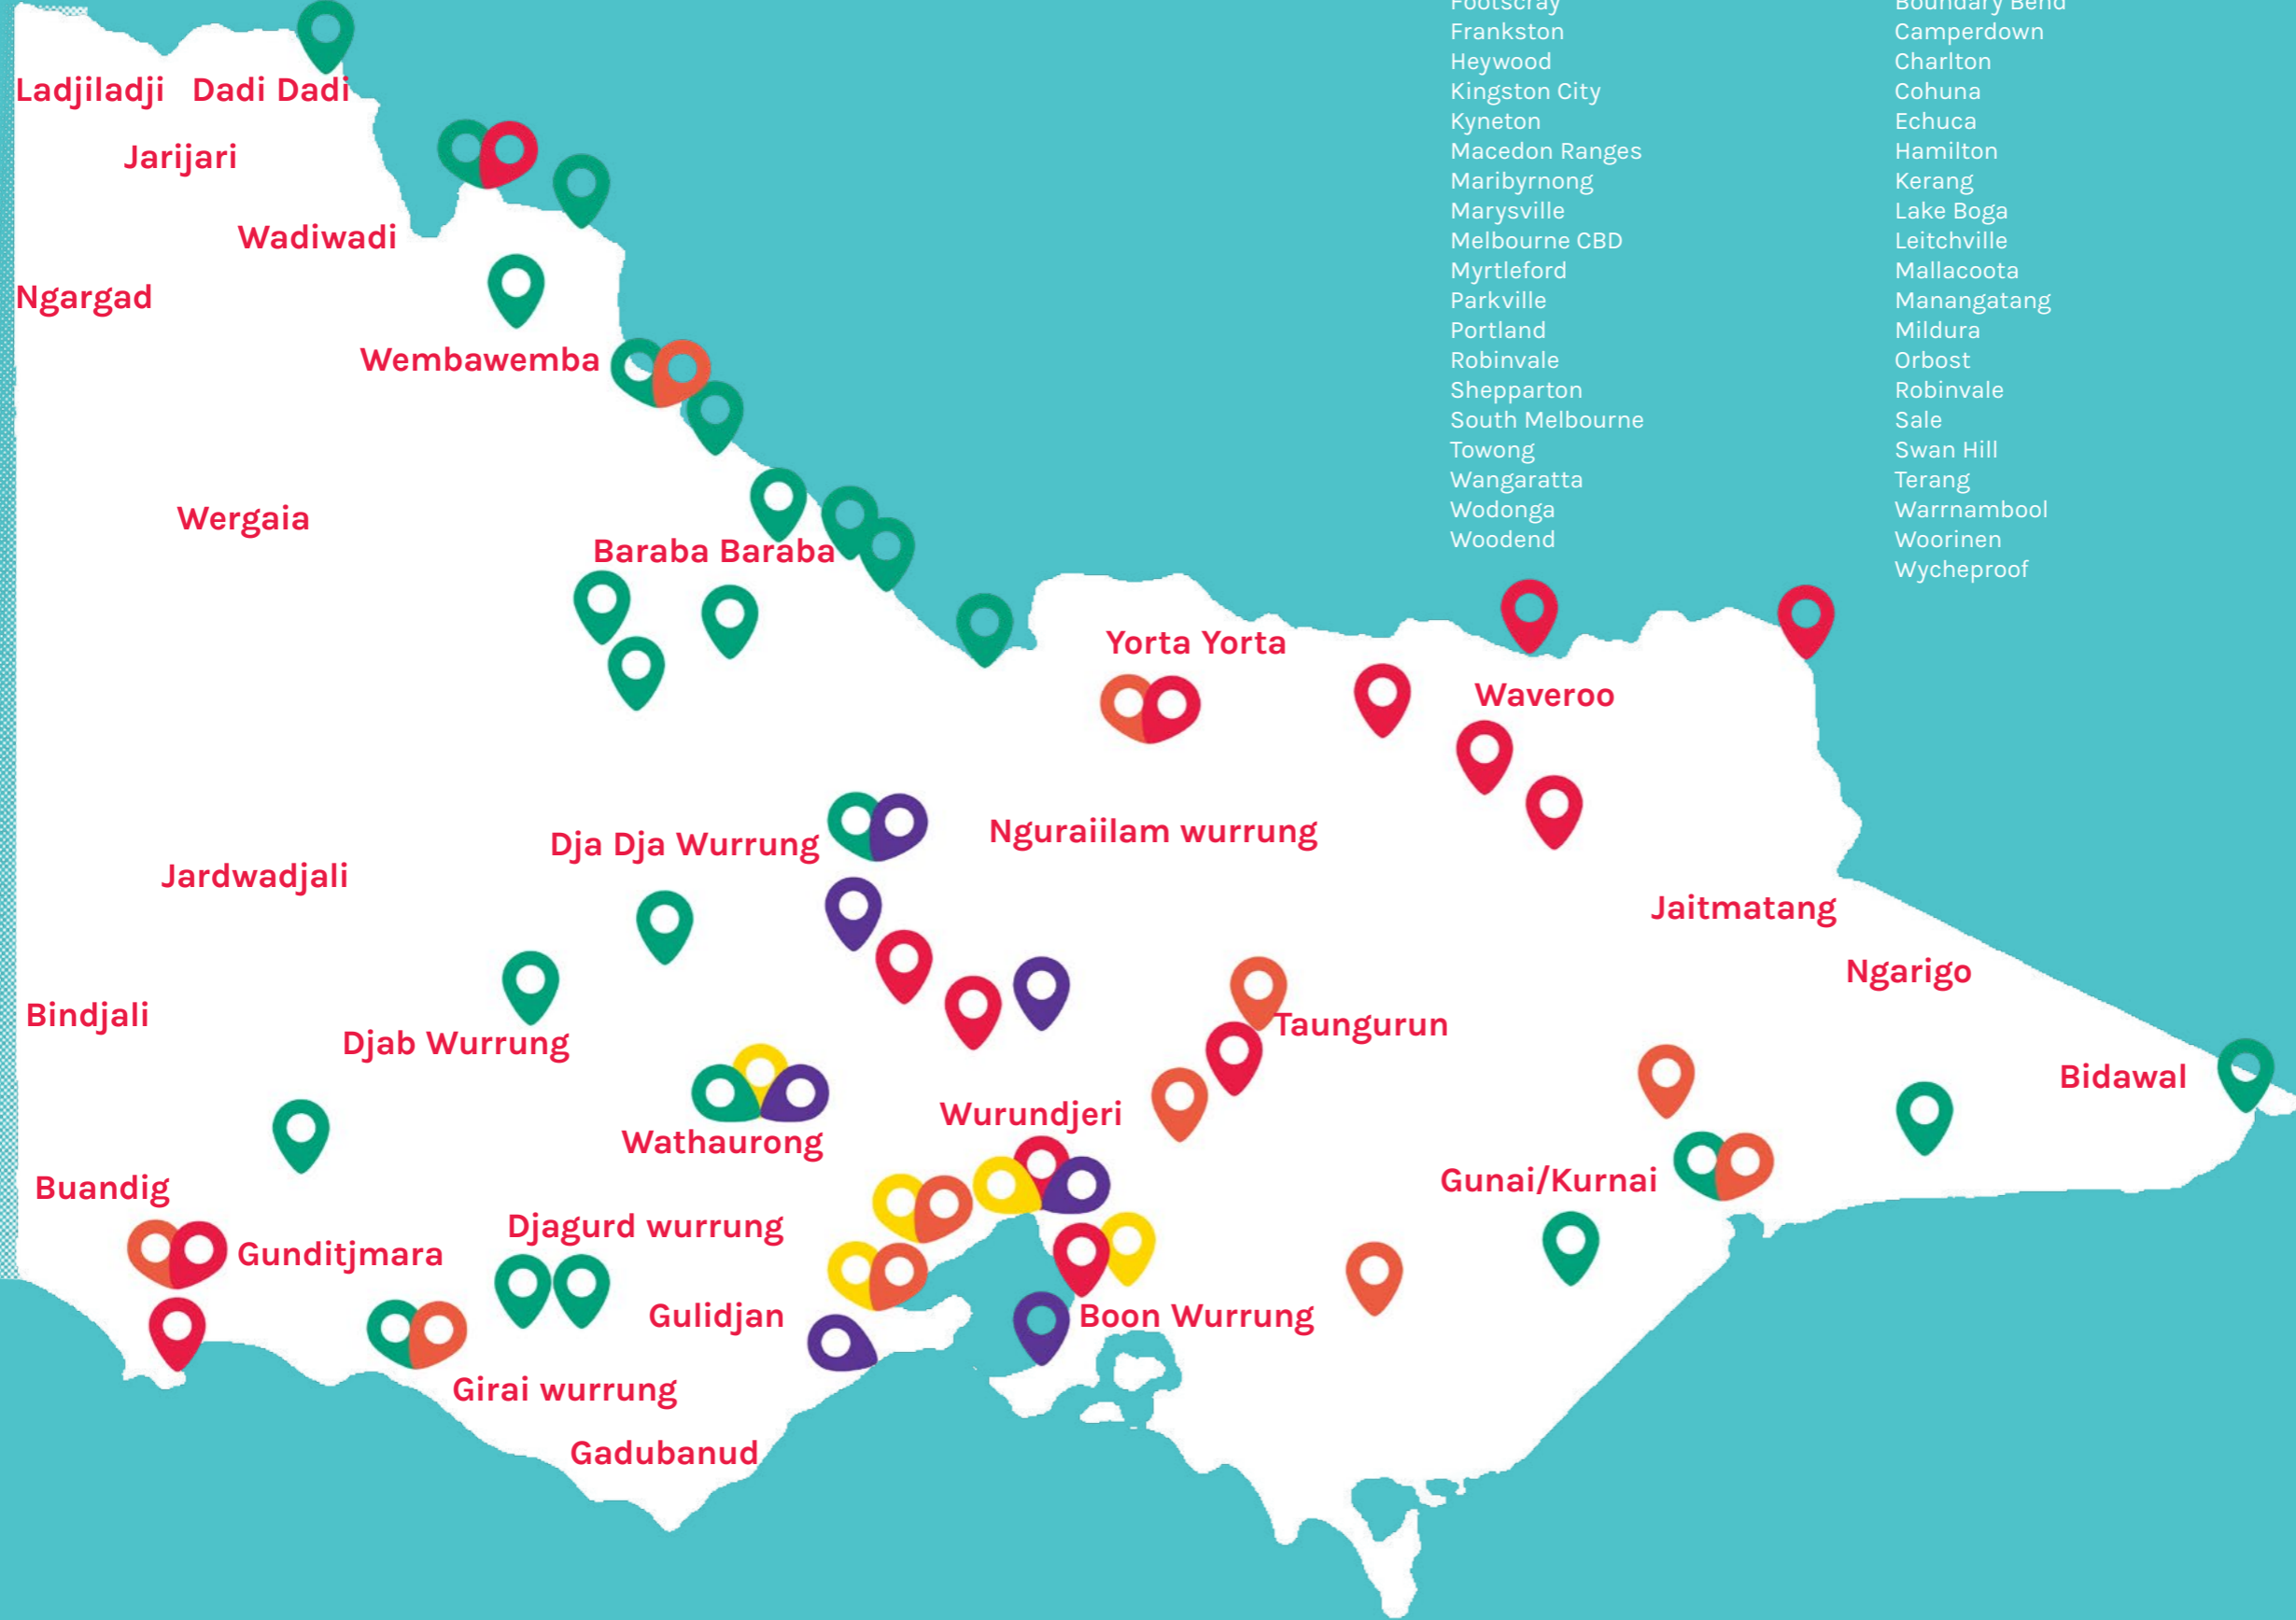 Footscray
Frankston
Heywood
Kingston City
Kyneton
Macedon Ranges
Maribyrnong
Marysville
Melbourne CBD
Myrtleford
Parkville
Portland
Robinvale
Shepparton
South Melbourne
Towong
Wangaratta
Wodonga
Woodend
Boundary Bend
Camperdown
Charlton
Cohuna
Echuca
Hamilton
Kerang
Lake Boga
Leitchville
Mallacoota
Manangatang
Mildura
Orbost
Robinvale
Sale
Swan Hill
Terang
Warrnambool
Woorinen
Wycheproof
Ladjiladji Dadi Dadi
Jarijari
Wadiwadi
Ngargad
Wembawemba
Wergaia
Baraba Baraba
Yorta Yorta
Waveroo
Nguraiilam wurrung
Dja Dja Wurrung
Jardwadjali
Jaitmatang
Ngarigo
Bindjali
Taungurun
Djab Wurrung
Bidawal
Wurundjeri
Wathaurong
Gunai/Kurnai
Buandig
Djagurd wurrung
Gunditjmara
Gulidjan
Boon Wurrung
Girai wurrung
Gadubanud